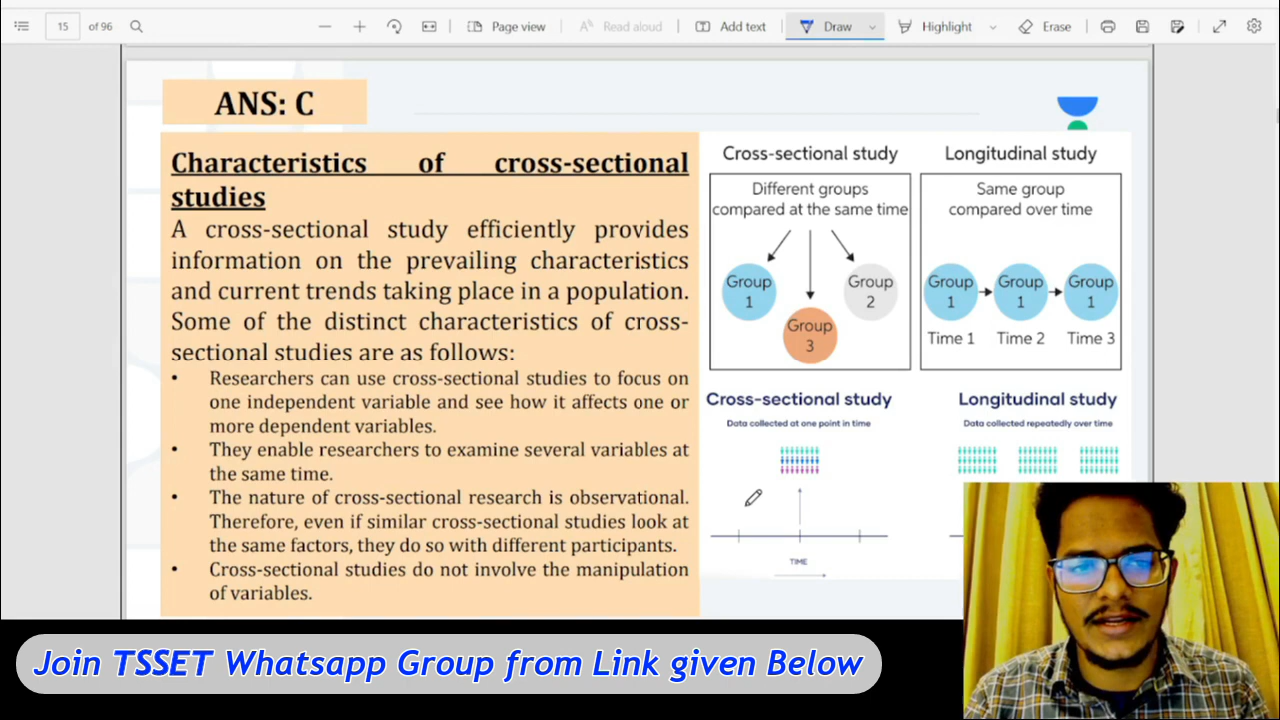 15 of 96
Page view
Read aloud
Add text
Draw
Highlight
Erase
ANS: C
Characteristics of cross-sectional
studies
A cross-sectional study efficiently provides
information on the prevailing characteristics
and current trends taking place in a population.
Some of the distinct characteristics of cross-
sectional studies are as follows:
• Researchers can use cross-sectional studies to focus on
one independent variable and see how it affects one or
more dependent variables.
• They enable researchers to examine several variables at
the same time.
• The nature of cross-sectional research is observational.
Therefore, even if similar cross-sectional studies look at
the same factors, they do so with different participants.
• Cross-sectional studies do not involve the manipulation
of variables.
Cross-sectional study
Different groups
compared at the same time
Group
1
Group
3
Group
2
Longitudinal study
Same group
compared over time
Group
1
Group
1
Group
1
Time 1 Time 2 Time 3
Cross-sectional study
Data collected at one point in time
TIME
Longitudinal study
Data collected repeatedly over time
Join TSSET Whatsapp Group from Link given Below